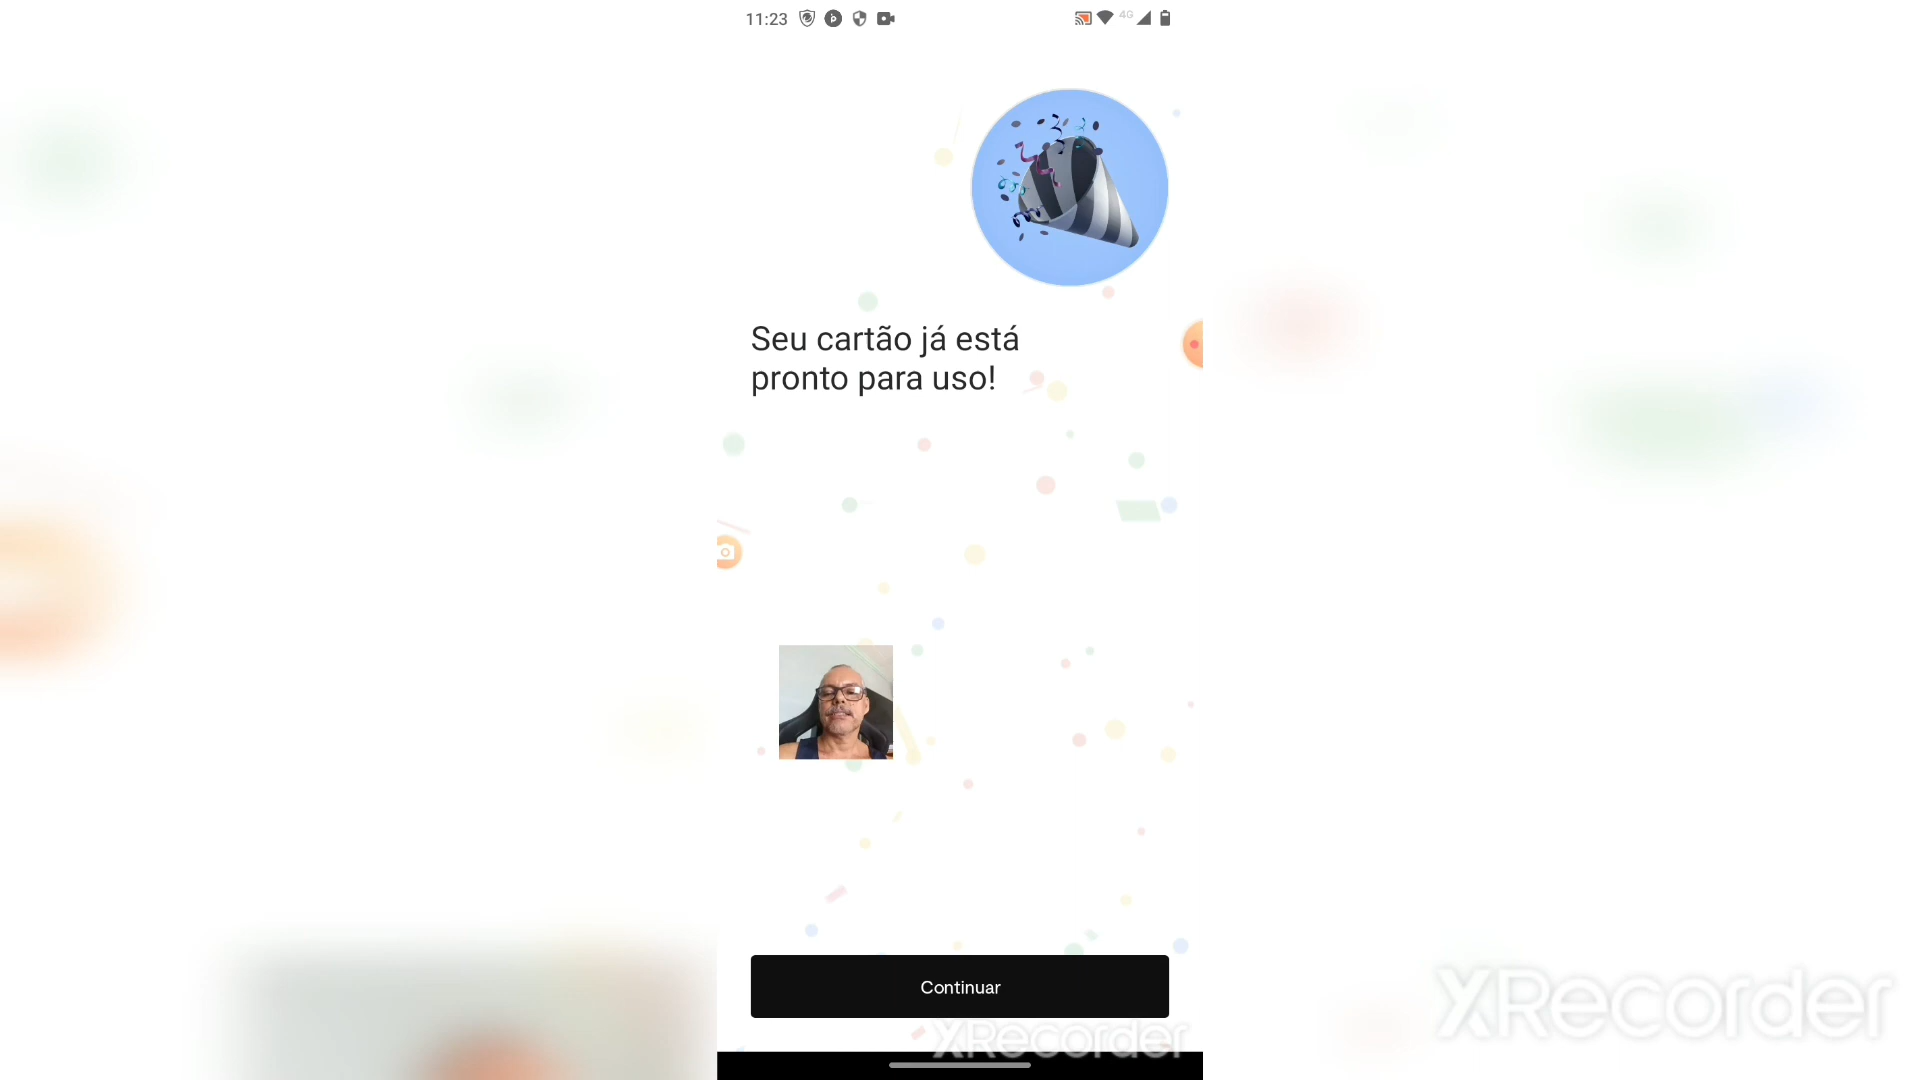 11:23
4G
Seu cartão já está
pronto para uso!
Continuar
XRecorder
XRecorder